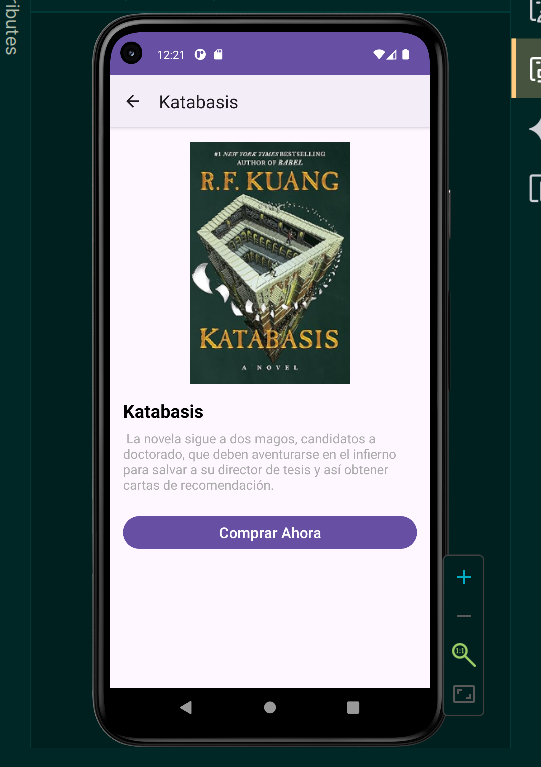 ributes
12:21
Katabasis
#1 NEW YORK TIMES BESTSELLING
AUTHOR OF BABEL
R.F. KUANG
KATABASIS
A NOVEL
Katabasis
La novela sigue a dos magos, candidatos a
doctorado, que deben aventurarse en el infierno
para salvar a su director de tesis y así obtener
cartas de recomendación.
Comprar Ahora
1:1